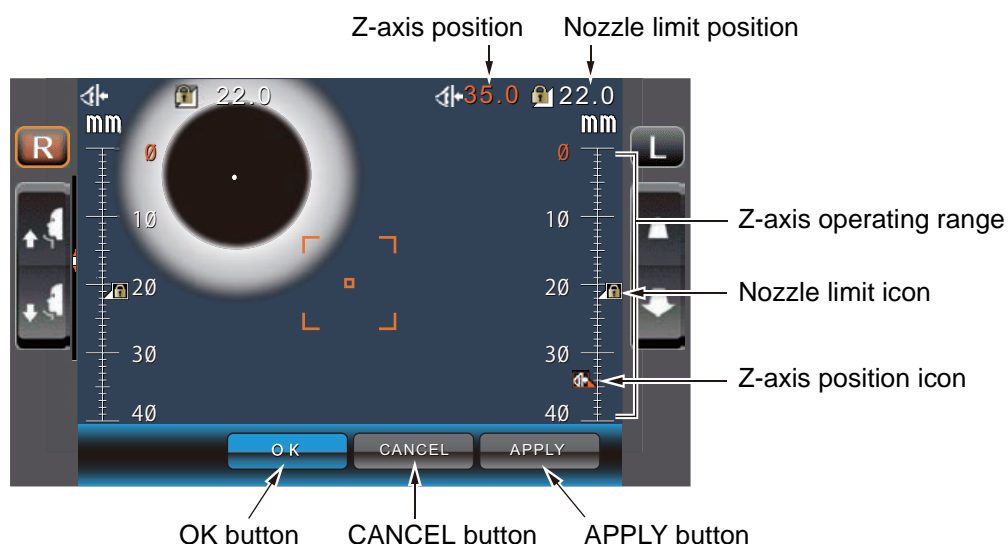 Z-axis position Nozzle limit position
22.0 35.0 22.0
mm mm
R L
0 0
10 10
Z-axis operating range
20 20
Nozzle limit icon
30 30
Z-axis position icon
40 40
OK CANCEL APPLY
OK button CANCEL button APPLY button